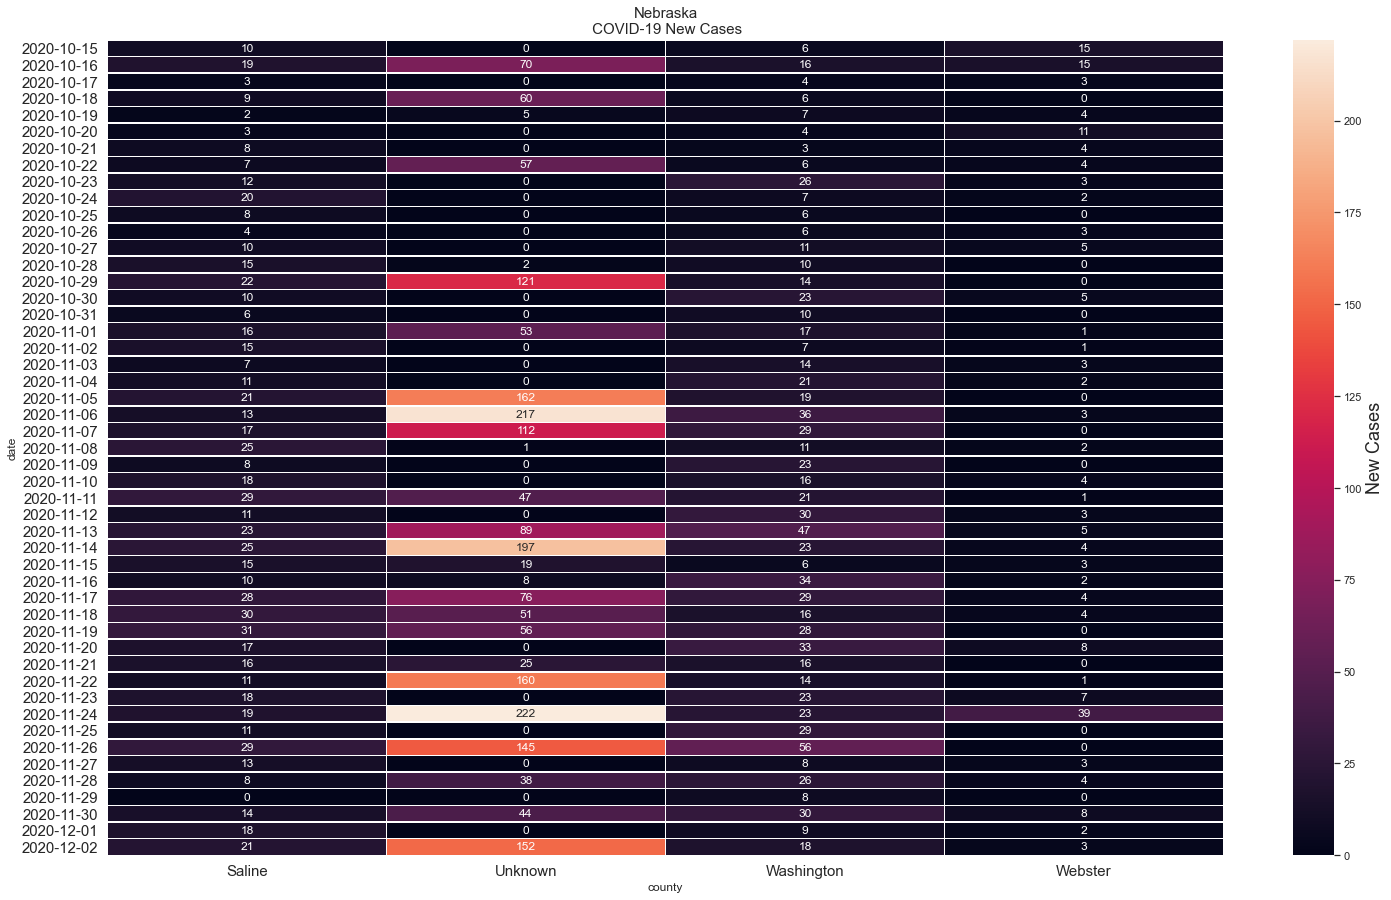 Nebraska
COVID-19 New Cases
2020-10-15 10 0 6 15
2020-10-16 19 70 16 15
2020-10-17 3 0 4 3
2020-10-18 9 60 6 0
2020-10-19 2 5 7 4
2020-10-20 3 0 4 11
2020-10-21 8 0 3 4
2020-10-22 7 57 6 4
2020-10-23 12 0 26 3
2020-10-24 20 0 7 2
2020-10-25 8 0 6 0
2020-10-26 4 0 6 3
2020-10-27 10 0 11 5
2020-10-28 15 2 10 0
2020-10-29 22 121 14 0
2020-10-30 10 0 23 5
2020-10-31 6 0 10 0
2020-11-01 16 53 17 1
2020-11-02 15 0 7 1
2020-11-03 7 0 14 3
2020-11-04 11 0 21 2
2020-11-05 21 162 19 0
2020-11-06 13 217 36 3
2020-11-07 17 112 29 0
2020-11-08 25 1 11 2
2020-11-09 8 0 23 0
2020-11-10 18 0 16 4
2020-11-11 29 47 21 1
2020-11-12 11 0 30 3
2020-11-13 23 89 47 5
2020-11-14 25 197 23 4
2020-11-15 15 19 6 3
2020-11-16 10 8 34 2
2020-11-17 28 76 29 4
2020-11-18 30 51 16 4
2020-11-19 31 56 28 0
2020-11-20 17 0 33 8
2020-11-21 16 25 16 0
2020-11-22 11 160 14 1
2020-11-23 18 0 23 7
2020-11-24 19 222 23 39
2020-11-25 11 0 29 0
2020-11-26 29 145 56 0
2020-11-27 13 0 8 3
2020-11-28 8 38 26 4
2020-11-29 0 0 8 0
2020-11-30 14 44 30 8
2020-12-01 18 0 9 2
2020-12-02 21 152 18 3
date
Saline Unknown Washington Webster
county
200
175
150
125
100
75
50
25
0
New Cases